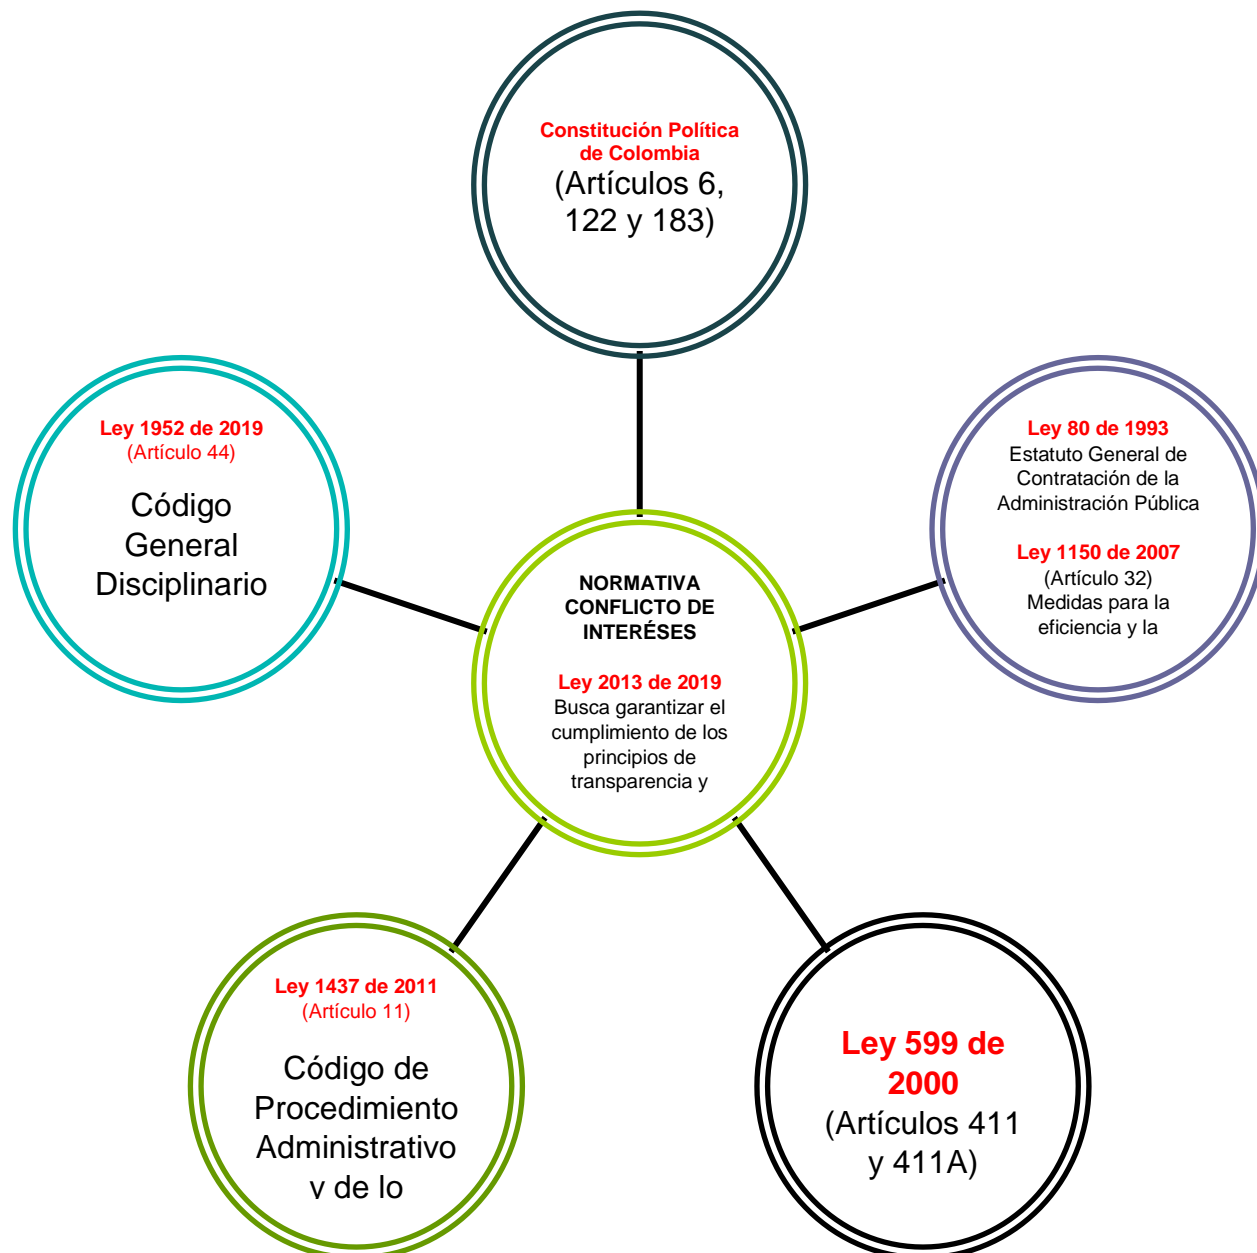 Constitución Política
de Colombia
(Artículos 6,
122 y 183)
Ley 1952 de 2019
(Artículo 44)
Código
General
Disciplinario
Ley 80 de 1993
Estatuto General de
Contratación de la
Administración Pública
Ley 1150 de 2007
(Artículo 32)
Medidas para la
eficiencia y la
NORMATIVA
CONFLICTO DE
INTERÉSES
Ley 2013 de 2019
Busca garantizar el
cumplimiento de los
principios de
transparencia y
Ley 1437 de 2011
(Artículo 11)
Código de
Procedimiento
Administrativo
y de lo
Ley 599 de
2000
(Artículos 411
y 411A)